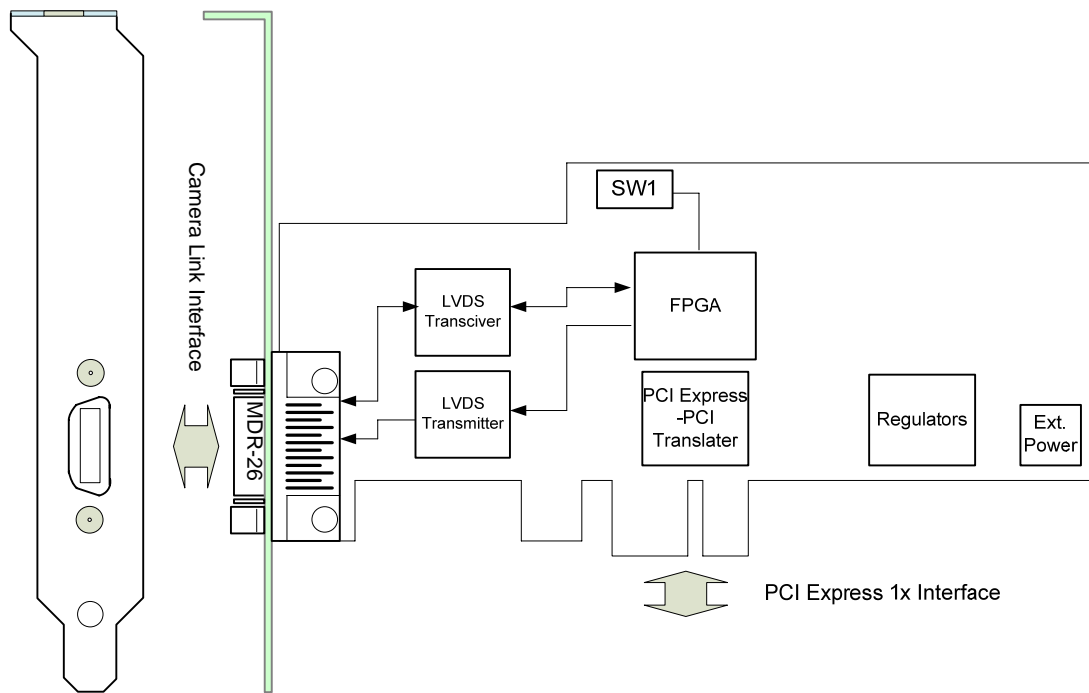 Camera Link Interface
MDR-26
SW1
LVDS
Transciver
FPGA
LVDS
Transmitter
PCI Express
-PCI
Translater
Regulators
Ext.
Power
PCI Express 1x Interface